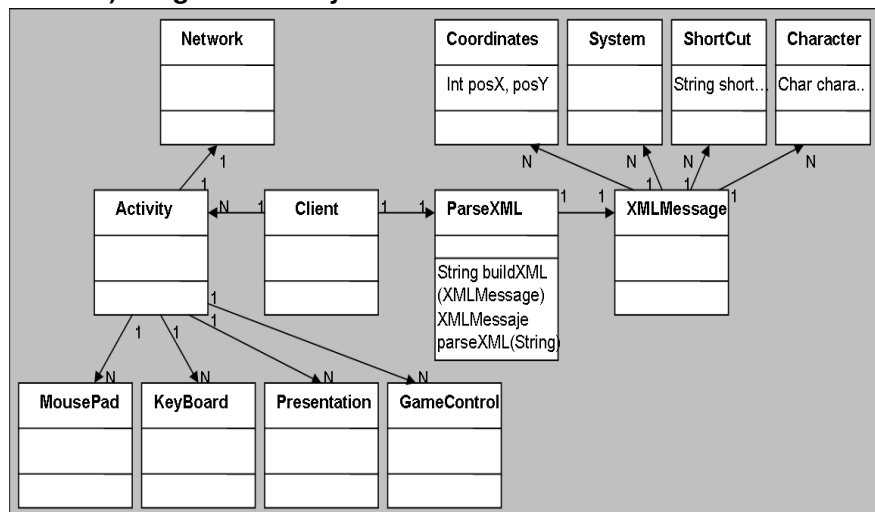 Network
Coordinates
Int posX, posY
System
ShortCut
String short...
Character
Char chara..
1
1
N
N
N
N
1
1
1
Activity
N
1
Client
1
1
ParseXML
String buildXML
(XMLMessage)
XMLMessaje
parseXML(String)
1
1
XMLMessage
1
1
1
1
N
N
N
N
MousePad
KeyBoard
Presentation
GameControl